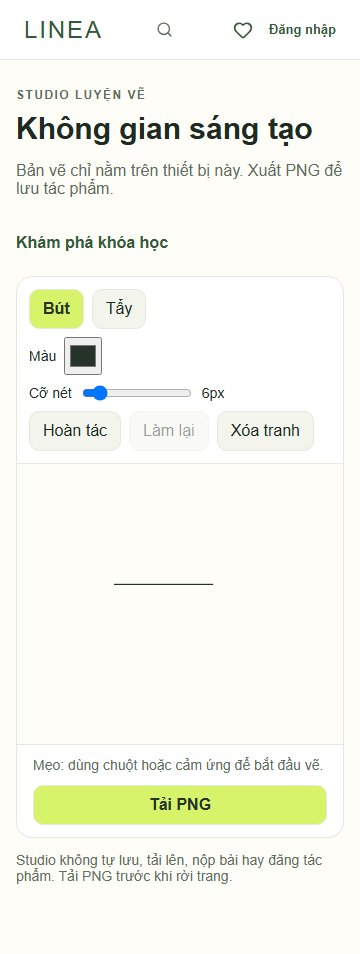 LINEA
Đăng nhập
STUDIO LUYỆN VẼ
Không gian sáng tạo
Bản vẽ chỉ nằm trên thiết bị này. Xuất PNG để
lưu tác phẩm.
Khám phá khóa học
Bút
Tẩy
Màu
Cỡ nét
6px
Hoàn tác
Làm lại
Xóa tranh
Mẹo: dùng chuột hoặc cảm ứng để bắt đầu vẽ.
Tải PNG
Studio không tự lưu, tải lên, nộp bài hay đăng tác
phẩm. Tải PNG trước khi rời trang.